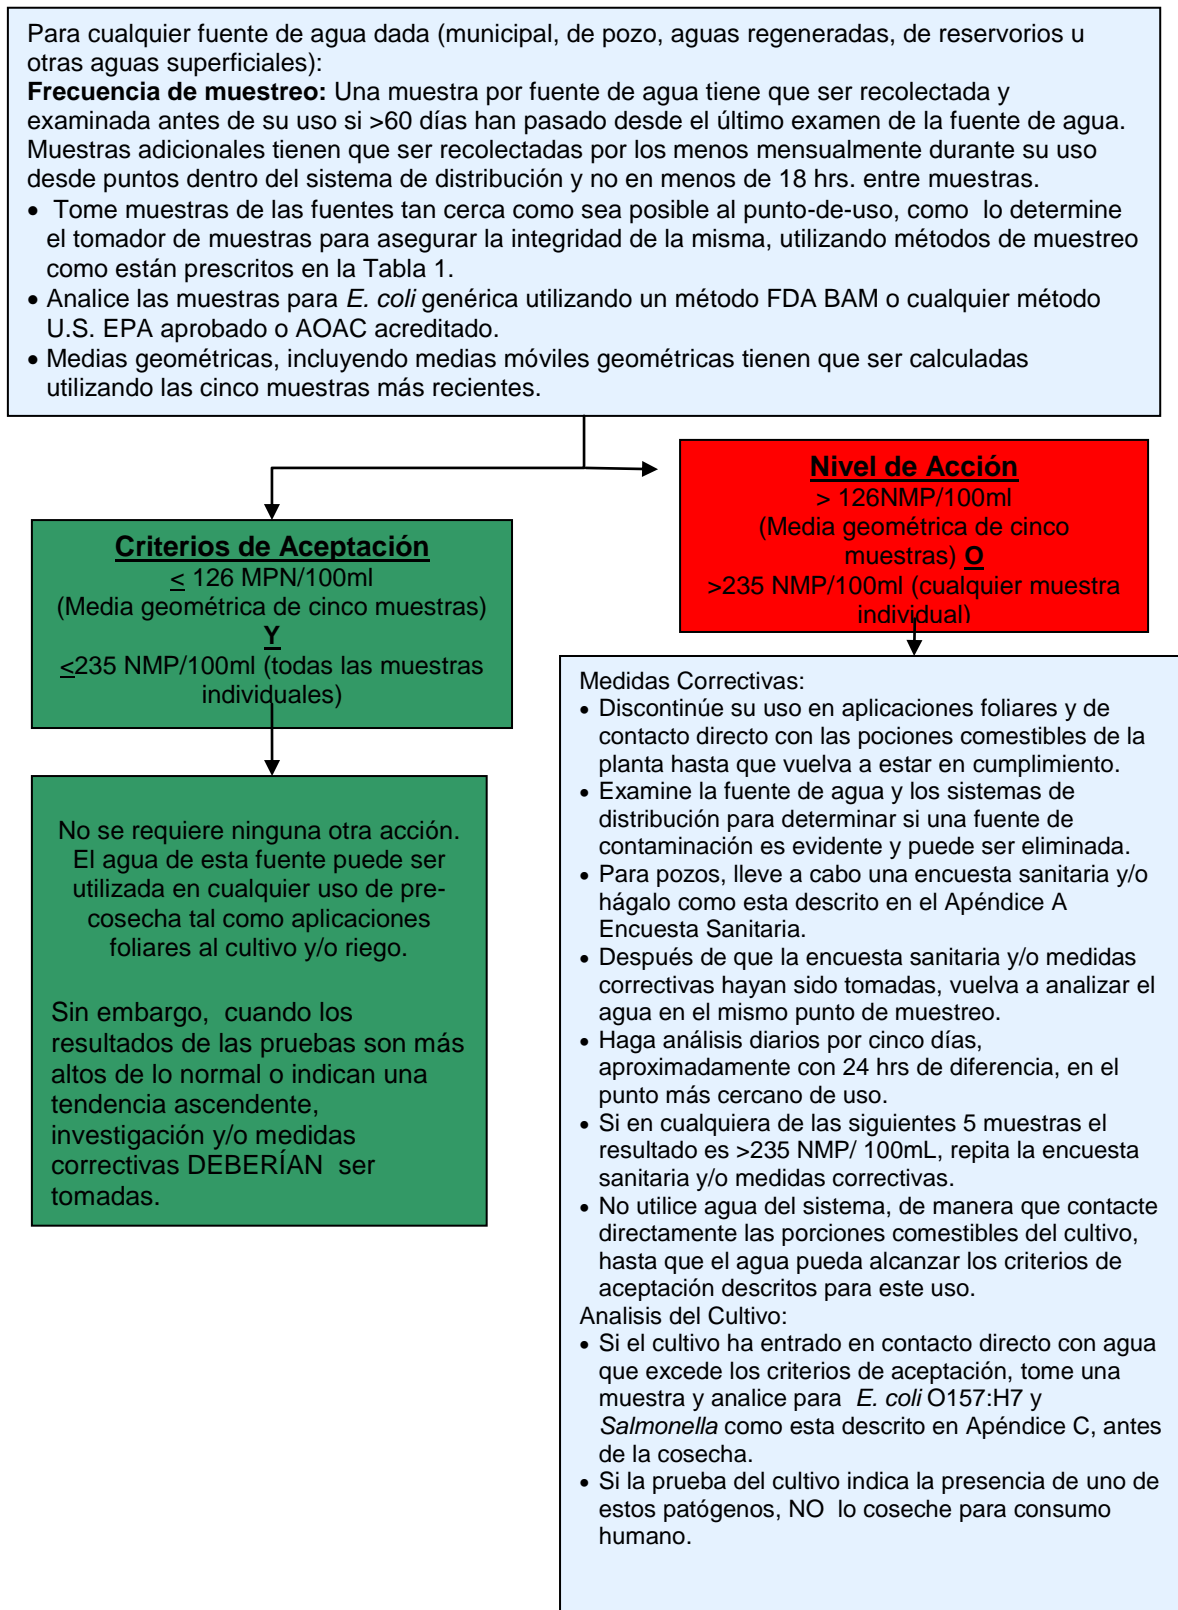 Para cualquier fuente de agua dada (municipal, de pozo, aguas regeneradas, de reservorios u
otras aguas superficiales):
Frecuencia de muestreo: Una muestra por fuente de agua tiene que ser recolectada y
examinada antes de su uso si >60 días han pasado desde el último examen de la fuente de agua.
Muestras adicionales tienen que ser recolectadas por los menos mensualmente durante su uso
desde puntos dentro del sistema de distribución y no en menos de 18 hrs. entre muestras.
• Tome muestras de las fuentes tan cerca como sea posible al punto-de-uso, como lo determine
el tomador de muestras para asegurar la integridad de la misma, utilizando métodos de muestreo
como están prescritos en la Tabla 1.
• Analice las muestras para E. coli genérica utilizando un método FDA BAM o cualquier método
U.S. EPA aprobado o AOAC acreditado.
• Medias geométricas, incluyendo medias móviles geométricas tienen que ser calculadas
utilizando las cinco muestras más recientes.
Criterios de Aceptación
≤ 126 MPN/100ml
(Media geométrica de cinco muestras)
Y
≤235 NMP/100ml (todas las muestras
individuales)
No se requiere ninguna otra acción.
El agua de esta fuente puede ser
utilizada en cualquier uso de pre-
cosecha tal como aplicaciones
foliares al cultivo y/o riego.
Sin embargo, cuando los
resultados de las pruebas son más
altos de lo normal o indican una
tendencia ascendente,
investigación y/o medidas
correctivas DEBERÍAN ser
tomadas.
Nivel de Acción
> 126NMP/100ml
(Media geométrica de cinco
muestras) O
>235 NMP/100ml (cualquier muestra
individual)
Medidas Correctivas:
• Discontinúe su uso en aplicaciones foliares y de
contacto directo con las pociones comestibles de la
planta hasta que vuelva a estar en cumplimiento.
• Examine la fuente de agua y los sistemas de
distribución para determinar si una fuente de
contaminación es evidente y puede ser eliminada.
• Para pozos, lleve a cabo una encuesta sanitaria y/o
hágalo como esta descrito en el Apéndice A
Encuesta Sanitaria.
• Después de que la encuesta sanitaria y/o medidas
correctivas hayan sido tomadas, vuelva a analizar el
agua en el mismo punto de muestreo.
• Haga análisis diarios por cinco días,
aproximadamente con 24 hrs de diferencia, en el
punto más cercano de uso.
• Si en cualquiera de las siguientes 5 muestras el
resultado es >235 NMP/ 100mL, repita la encuesta
sanitaria y/o medidas correctivas.
• No utilice agua del sistema, de manera que contacte
directamente las porciones comestibles del cultivo,
hasta que el agua pueda alcanzar los criterios de
aceptación descritos para este uso.
Analisis del Cultivo:
• Si el cultivo ha entrado en contacto directo con agua
que excede los criterios de aceptación, tome una
muestra y analice para E. coli O157:H7 y
Salmonella como esta descrito en Apéndice C, antes
de la cosecha.
• Si la prueba del cultivo indica la presencia de uno de
estos patógenos, NO lo coseche para consumo
humano.